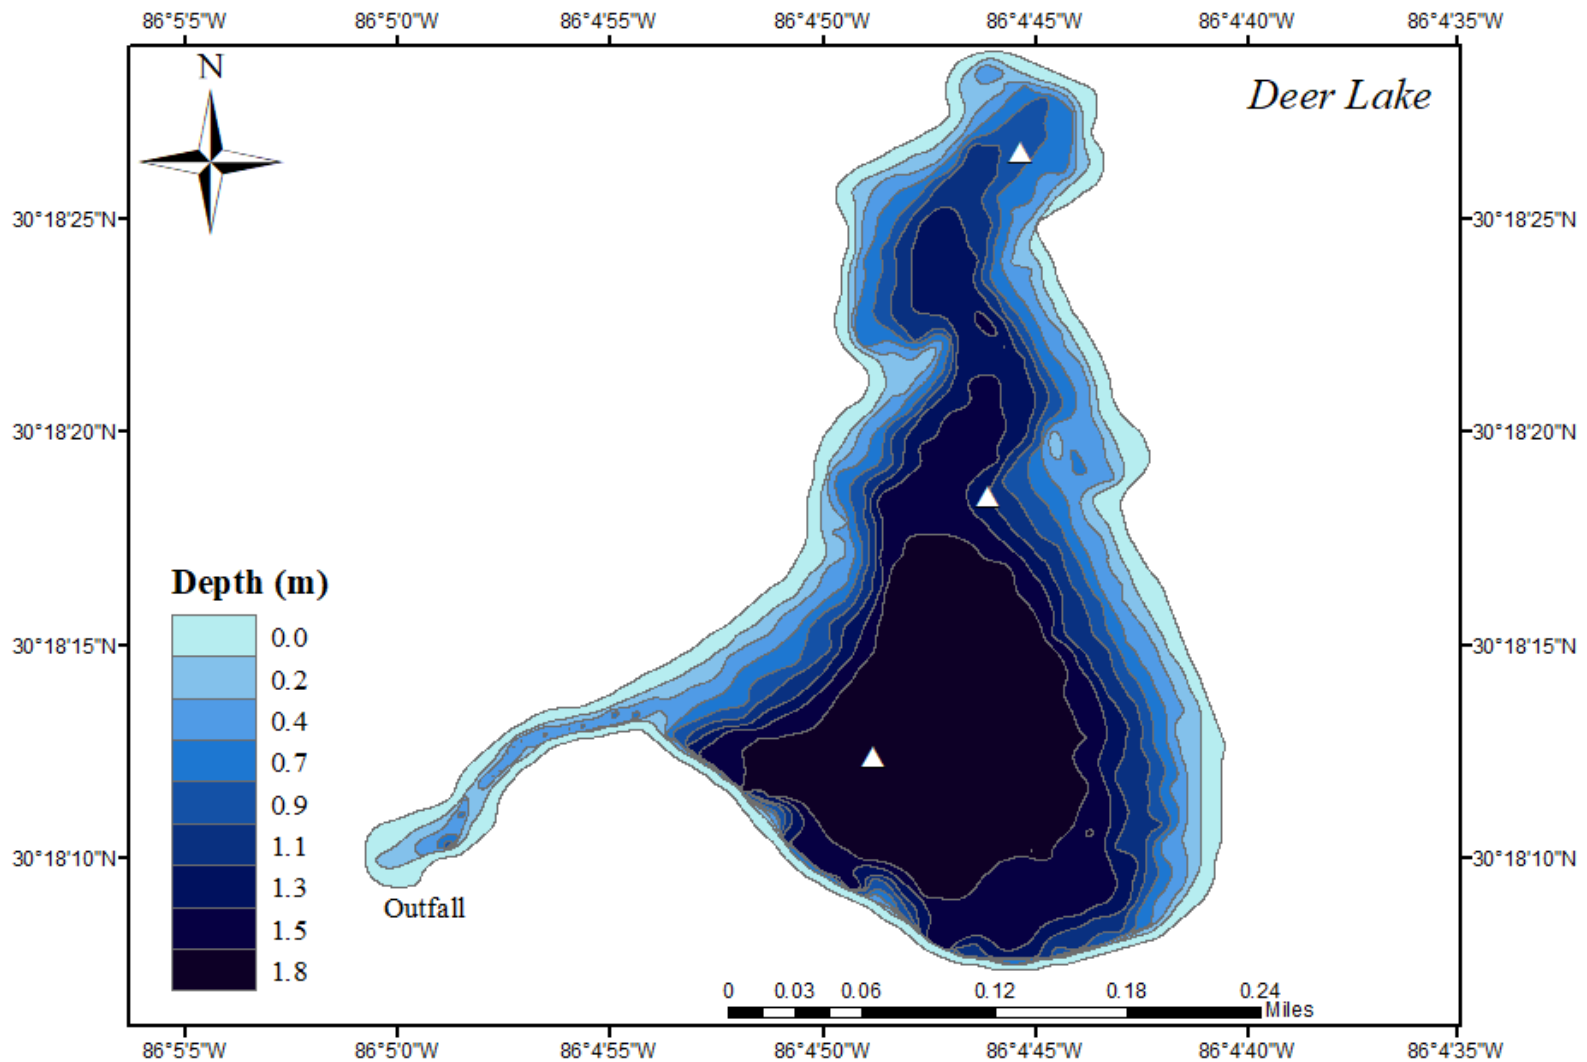 86°5'5"W 86°50"W 86°4'55"W 86°4'50"W 86°4'45"W 86°4'40"W 86°4'35"W
N
Deer Lake
30°18'25"N 30°18'25"N
30°18'20"N 30°18'20"N
Depth (m)
0.0
30°18'15"N 30°18'15"N
0.2
0.4
0.7
0.9
1.1
30°18'10"N 30°18'10"N
1.3
Outfall
1.5
1.8
0 0.03 0.06 0.12 0.18 0.24
Miles
86°5'5"W 86°50"W 86°4'55"W 86°4'50"W 86°4'45"W 86°4'40"W 86°4'35"W